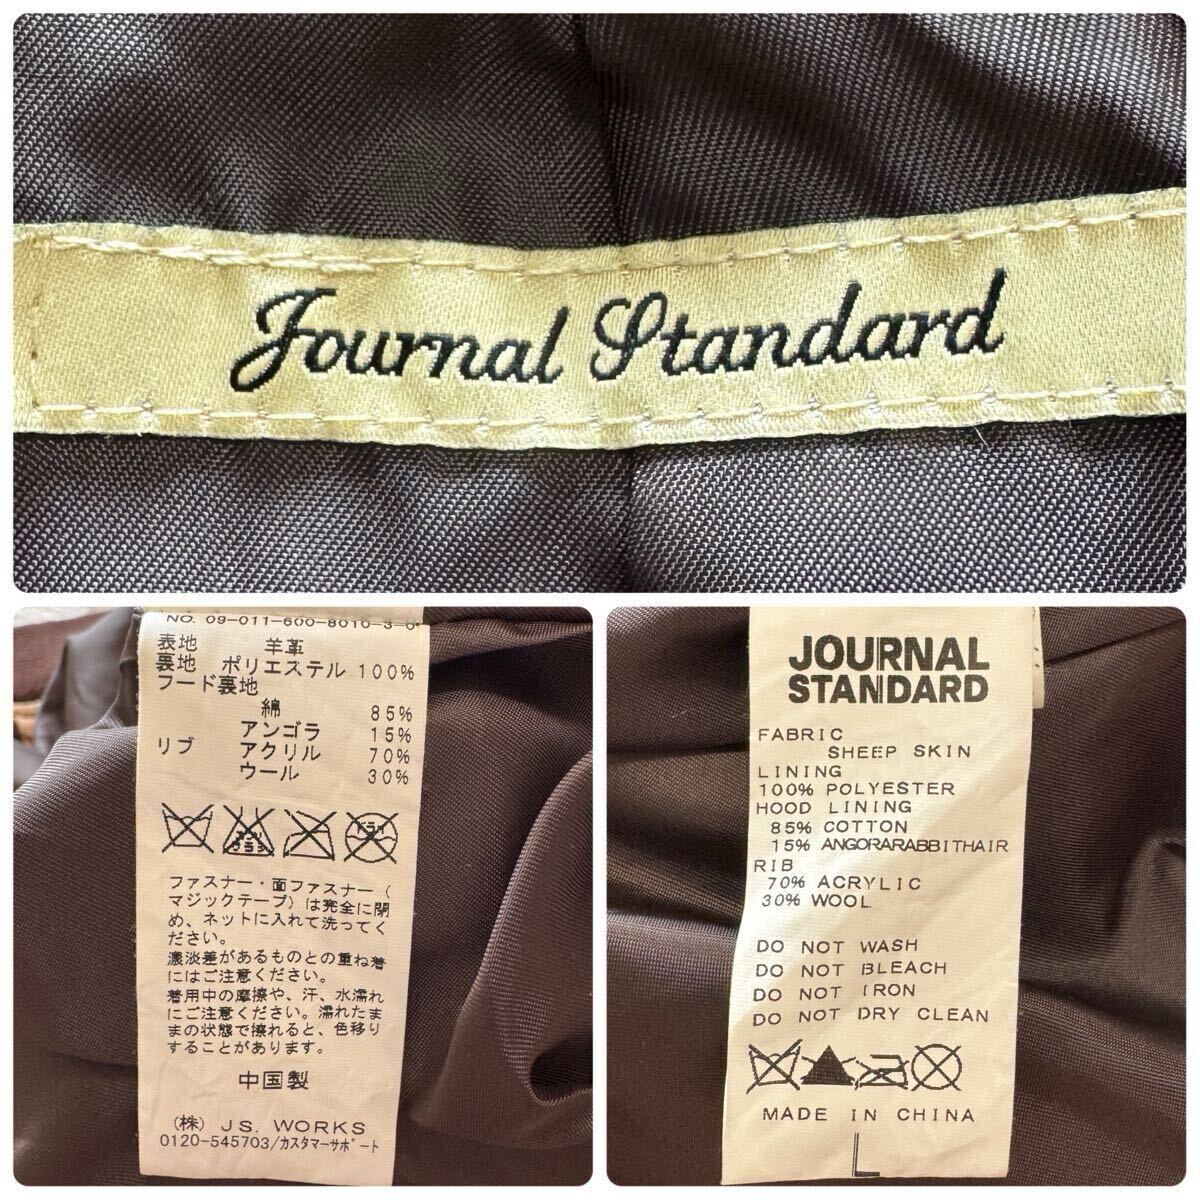 Journal Standard
NO. 09-011-600-8010-3-0
表地 羊革
裏地 ポリエステル 100%
フード裏地
綿 85%
アンゴラ 15%
リブ アクリル 70%
ウール 30%
エンソ サラシ
ドライ
ファスナー・面ファスナー(
マジックテープ)は完全に閉
め、ネットに入れて洗ってく
ださい。
濃淡差があるものとの重ね着
にはご注意ください。
着用中の摩擦や、汗、水濡れ
にご注意ください。濡れたま
まの状態で擦れると、色移り
することがあります。
中国製
(株) J.S. WORKS
0120-545703/カスタマーサポート
JOURNAL
STANDARD
FABRIC
SHEEP SKIN
LINING
100% POLYESTER
HOOD LINING
85% COTTON
15% ANGORARABBITHAIR
RIB
70% ACRYLIC
30% WOOL
DO NOT WASH
DO NOT BLEACH
DO NOT IRON
DO NOT DRY CLEAN
MADE IN CHINA
L